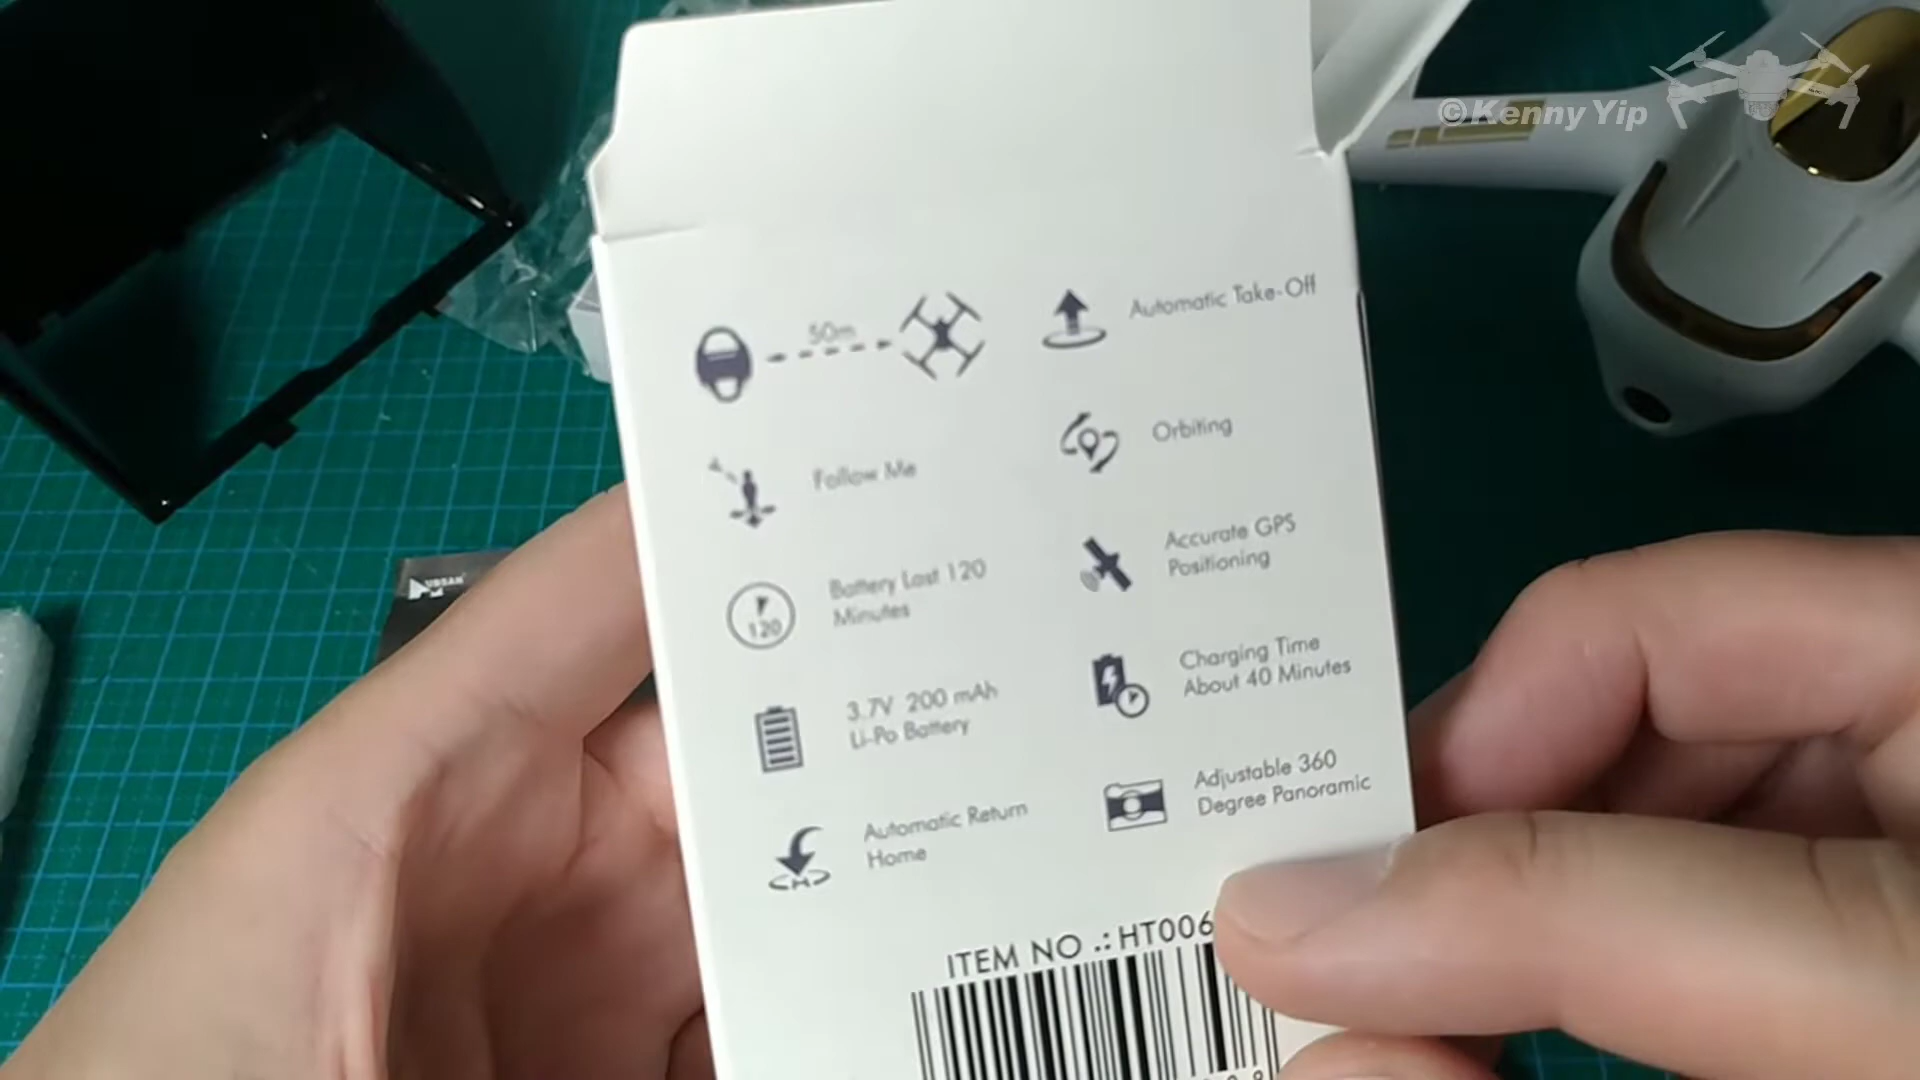 ©Kenny Yip
50m
Automatic Take-Off
Follow Me
Orbiting
Battery Last 120
Minutes
120
Accurate GPS
Positioning
3.7V 200 mAh
Li-Po Battery
Charging Time
About 40 Minutes
Automatic Return
Home
Adjustable 360
Degree Panoramic
ITEM NO .: HT006
HUBSAN